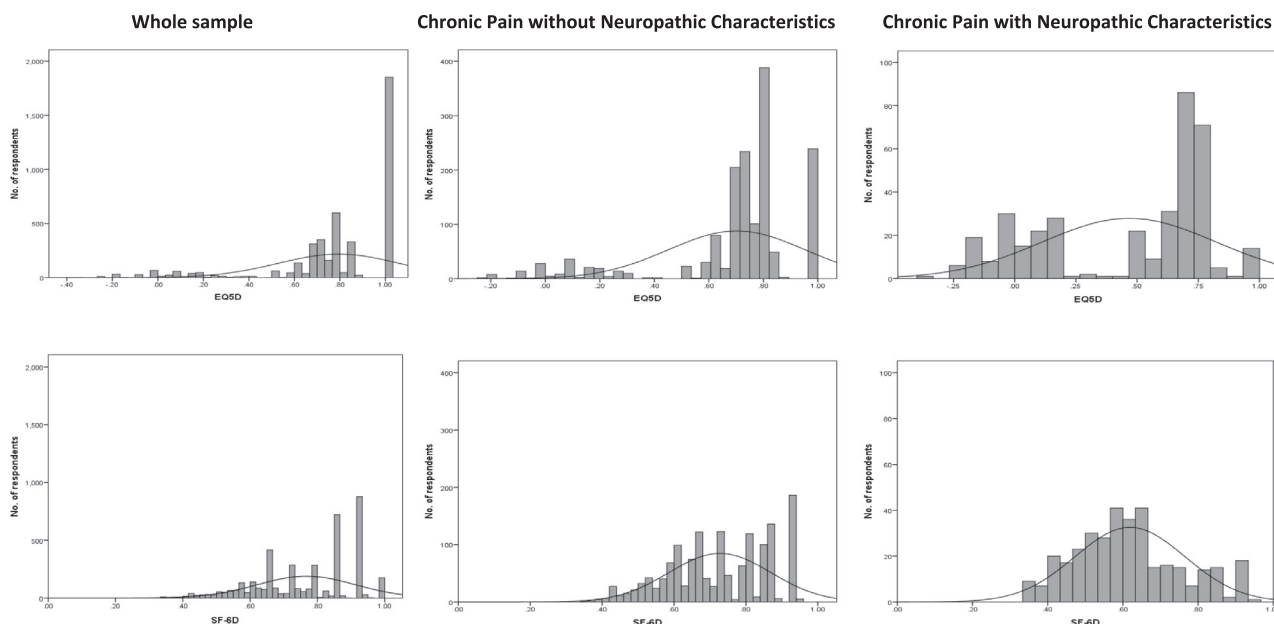 Whole sample
Chronic Pain without Neuropathic Characteristics
Chronic Pain with Neuropathic Characteristics
No. of respondents
2,000
1,500
1,000
500
0
-.40 -.20 .00 .20 .40 .60 .80 1.00
EQ5D
No. of respondents
400
300
200
100
0
-.20 .00 .20 .40 .60 .80 1.00
EQ5D
No. of respondents
100
80
60
40
20
0
-.25 .00 .25 .50 .75 1.00
EQ5D
No. of respondents
2,000
1,500
1,000
500
0
.00 .20 .40 .60 .80 1.00
SF-6D
No. of respondents
400
300
200
100
0
.00 .20 .40 .60 .80 1.00
SF-6D
No. of respondents
100
80
60
40
20
0
.00 .20 .40 .60 .80 1.00
SF-6D